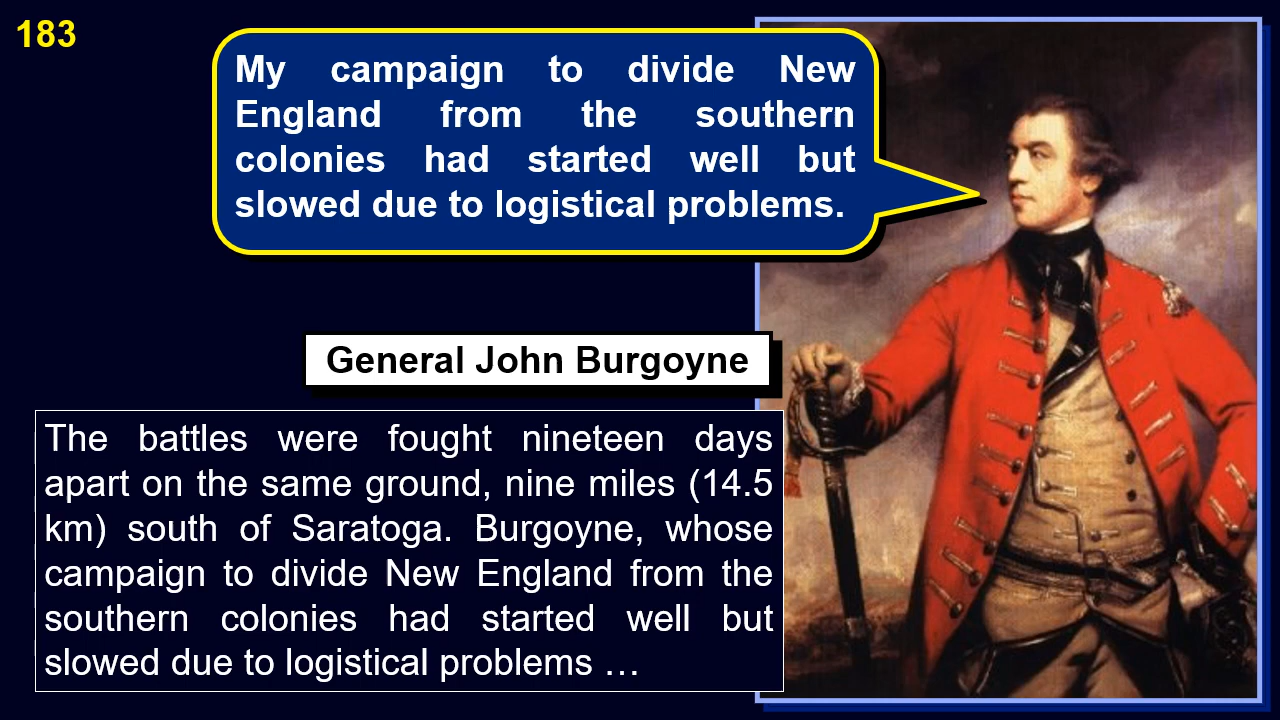 183
My campaign to divide New
England from the southern
colonies had started well but
slowed due to logistical problems.
General John Burgoyne
The battles were fought nineteen days
apart on the same ground, nine miles (14.5
km) south of Saratoga. Burgoyne, whose
campaign to divide New England from the
southern colonies had started well but
slowed due to logistical problems …